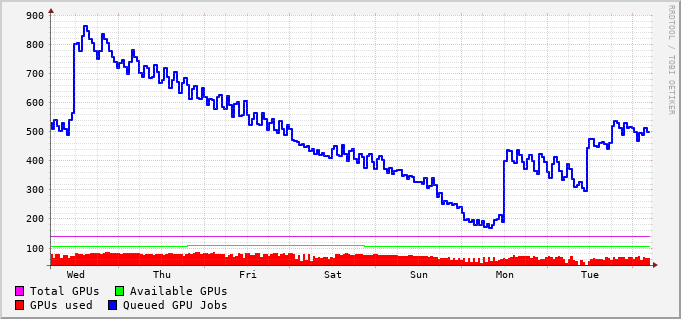 900
800
700
600
500
400
300
200
100
Wed Thu Fri Sat Sun Mon Tue
Total GPUs Available GPUs
GPUs used Queued GPU Jobs
RRDTOOL / TOBI OETIKER